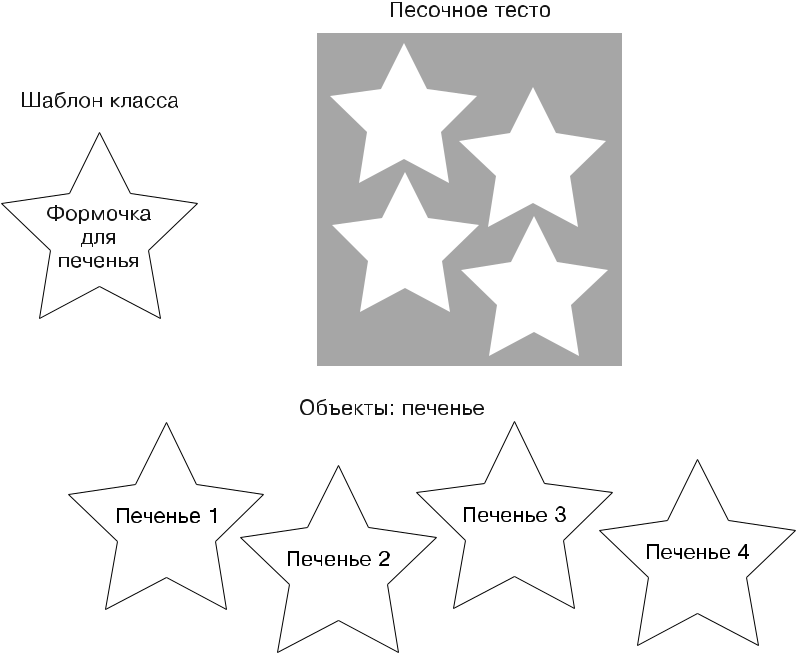 Песочное тесто
Шаблон класса
Формочка
для
печенья
Объекты: печенье
Печенье 1
Печенье 2
Печенье 3
Печенье 4